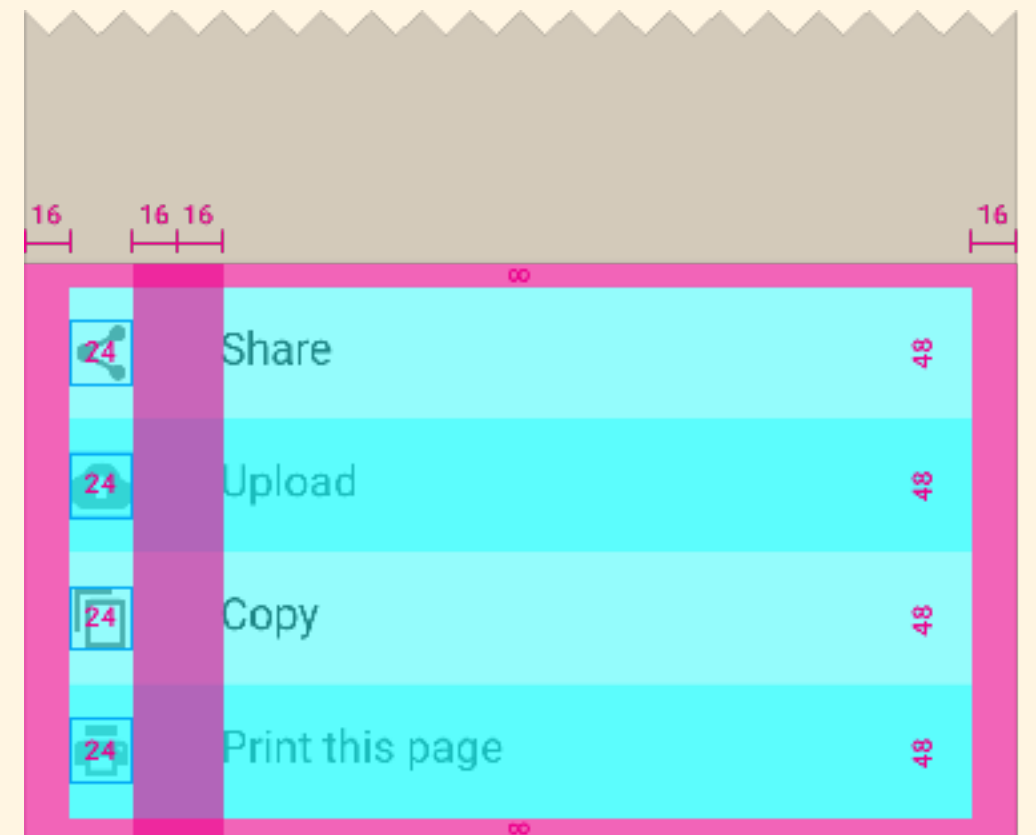 16 16 16 16
8
24 Share 48
24 Upload 48
24 Copy 48
24 Print this page 48
8